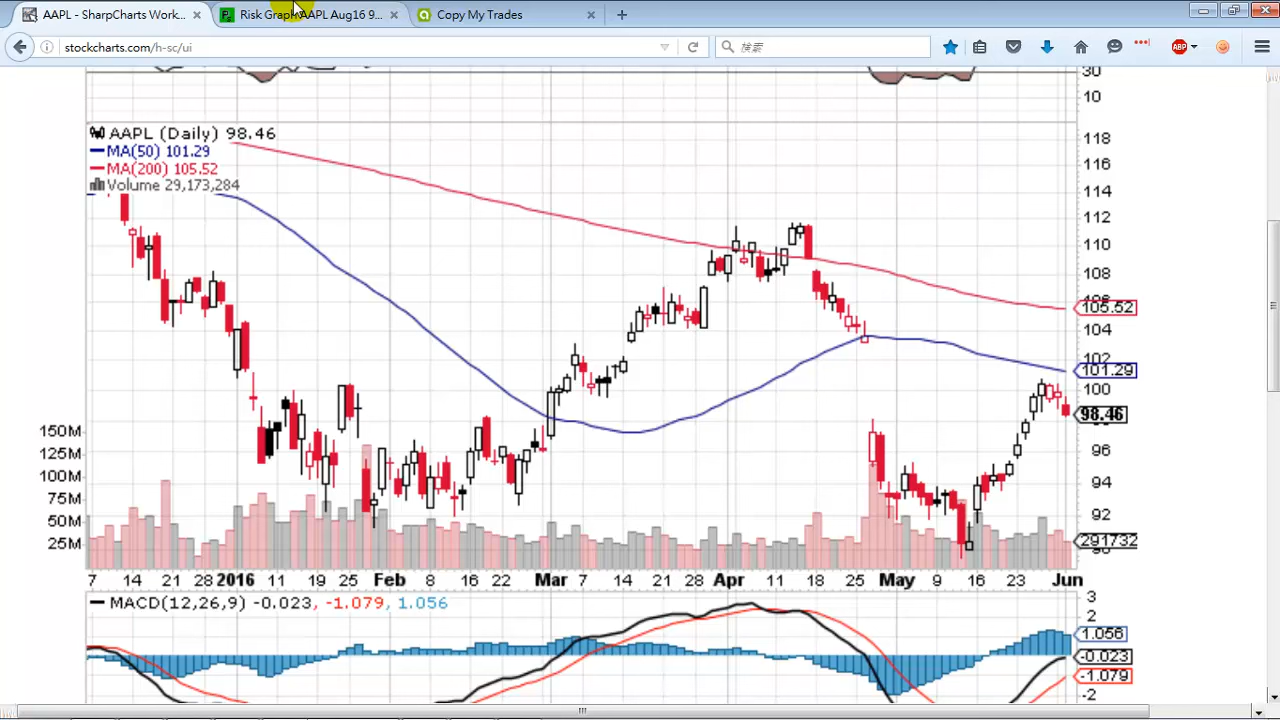 AAPL - SharpCharts Work...
Risk Graph AAPL Aug16 9...
Copy My Trades
stockcharts.com/h-sc/ui
搜索
ABP
30
10
AAPL (Daily) 98.46
MA(50) 101.29
MA(200) 105.52
Volume 29,173,284
118
116
114
112
110
108
105.52
104
102
101.29
100
98.46
96
94
92
291732
90
150M
125M
100M
75M
50M
25M
7 14 21 28 2016 11 19 25 Feb 8 16 22 Mar 7 14 21 28 Apr 11 18 25 May 9 16 23 Jun
MACD(12,26,9) -0.023, -1.079, 1.056
3
2
1.056
-0.023
-1.079
-2